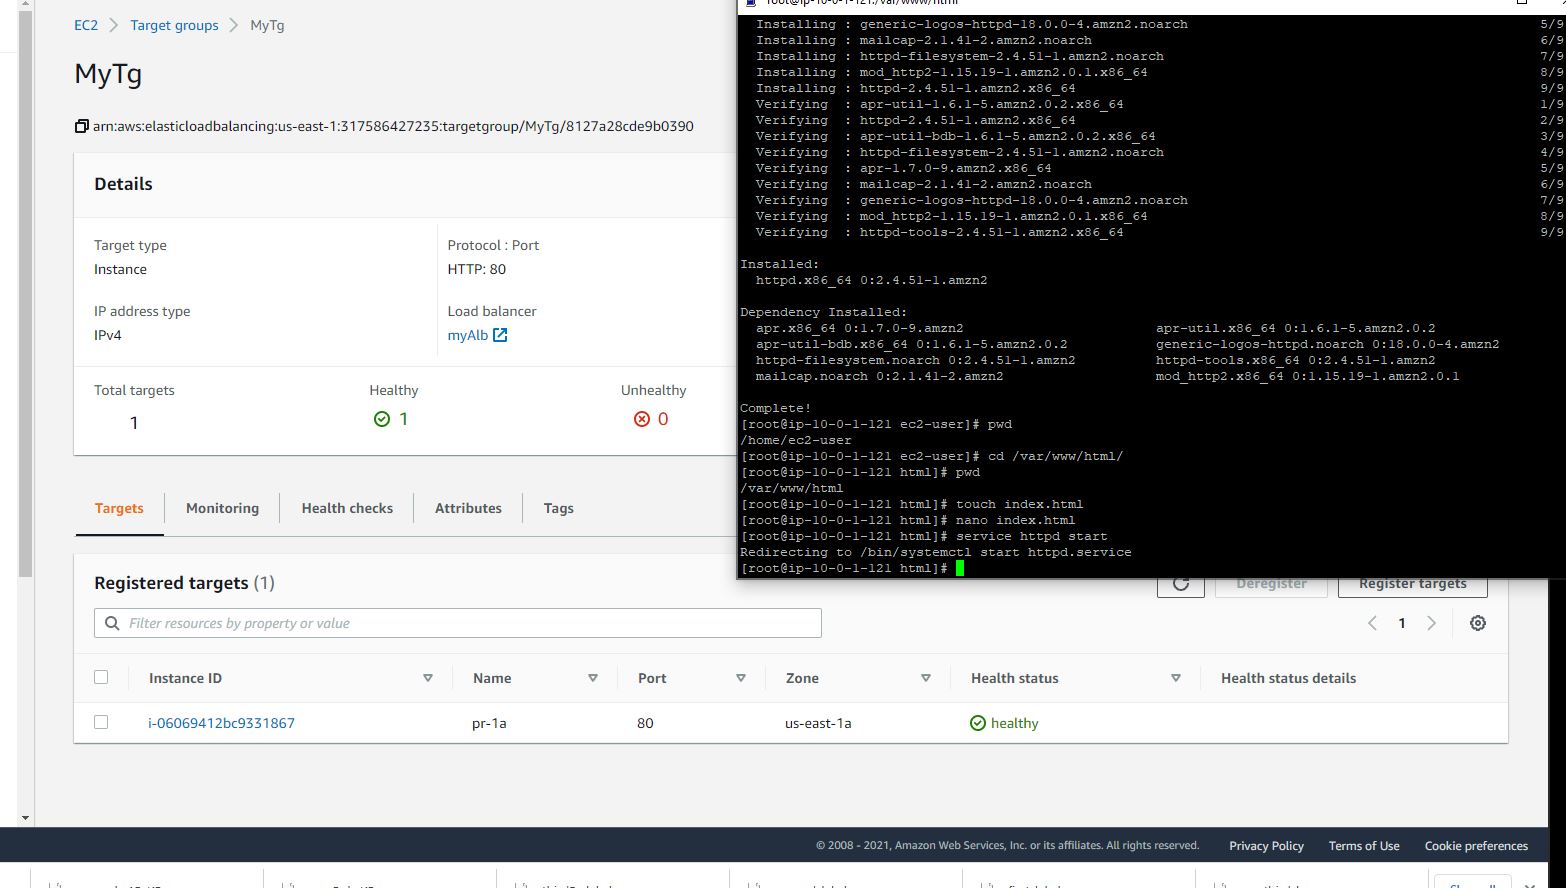 EC2 > Target groups > MyTg
MyTg
arn:aws:elasticloadbalancing:us-east-1:317586427235:targetgroup/MyTg/8127a28cde9b0390
Details
Target type
Instance
Protocol : Port
HTTP: 80
IP address type
IPv4
Load balancer
myAlb
Total targets
1
Healthy
1
Unhealthy
0
Targets
Monitoring
Health checks
Attributes
Tags
root@ip-10-0-1-121:/var/www/html
Installing : generic-logos-httpd-18.0.0-4.amzn2.noarch 5/9
Installing : mailcap-2.1.41-2.amzn2.noarch 6/9
Installing : httpd-filesystem-2.4.51-1.amzn2.noarch 7/9
Installing : mod_http2-1.15.19-1.amzn2.0.1.x86_64 8/9
Installing : httpd-2.4.51-1.amzn2.x86_64 9/9
Verifying : apr-util-1.6.1-5.amzn2.0.2.x86_64 1/9
Verifying : httpd-2.4.51-1.amzn2.x86_64 2/9
Verifying : apr-util-bdb-1.6.1-5.amzn2.0.2.x86_64 3/9
Verifying : httpd-filesystem-2.4.51-1.amzn2.noarch 4/9
Verifying : apr-1.7.0-9.amzn2.x86_64 5/9
Verifying : mailcap-2.1.41-2.amzn2.noarch 6/9
Verifying : generic-logos-httpd-18.0.0-4.amzn2.noarch 7/9
Verifying : mod_http2-1.15.19-1.amzn2.0.1.x86_64 8/9
Verifying : httpd-tools-2.4.51-1.amzn2.x86_64 9/9
Installed:
httpd.x86_64 0:2.4.51-1.amzn2
Dependency Installed:
apr.x86_64 0:1.7.0-9.amzn2 apr-util.x86_64 0:1.6.1-5.amzn2.0.2
apr-util-bdb.x86_64 0:1.6.1-5.amzn2.0.2 generic-logos-httpd.noarch 0:18.0.0-4.amzn2
httpd-filesystem.noarch 0:2.4.51-1.amzn2 httpd-tools.x86_64 0:2.4.51-1.amzn2
mailcap.noarch 0:2.1.41-2.amzn2 mod_http2.x86_64 0:1.15.19-1.amzn2.0.1
Complete!
[root@ip-10-0-1-121 ec2-user]# pwd
/home/ec2-user
[root@ip-10-0-1-121 ec2-user]# cd /var/www/html/
[root@ip-10-0-1-121 html]# pwd
/var/www/html
[root@ip-10-0-1-121 html]# touch index.html
[root@ip-10-0-1-121 html]# nano index.html
[root@ip-10-0-1-121 html]# service httpd start
Redirecting to /bin/systemctl start httpd.service
[root@ip-10-0-1-121 html]#
Registered targets (1)
Deregister
Register targets
Filter resources by property or value
1
Instance ID Name Port Zone Health status Health status details
i-06069412bc9331867 pr-1a 80 us-east-1a healthy
© 2008 - 2021, Amazon Web Services, Inc. or its affiliates. All rights reserved. Privacy Policy Terms of Use Cookie preferences